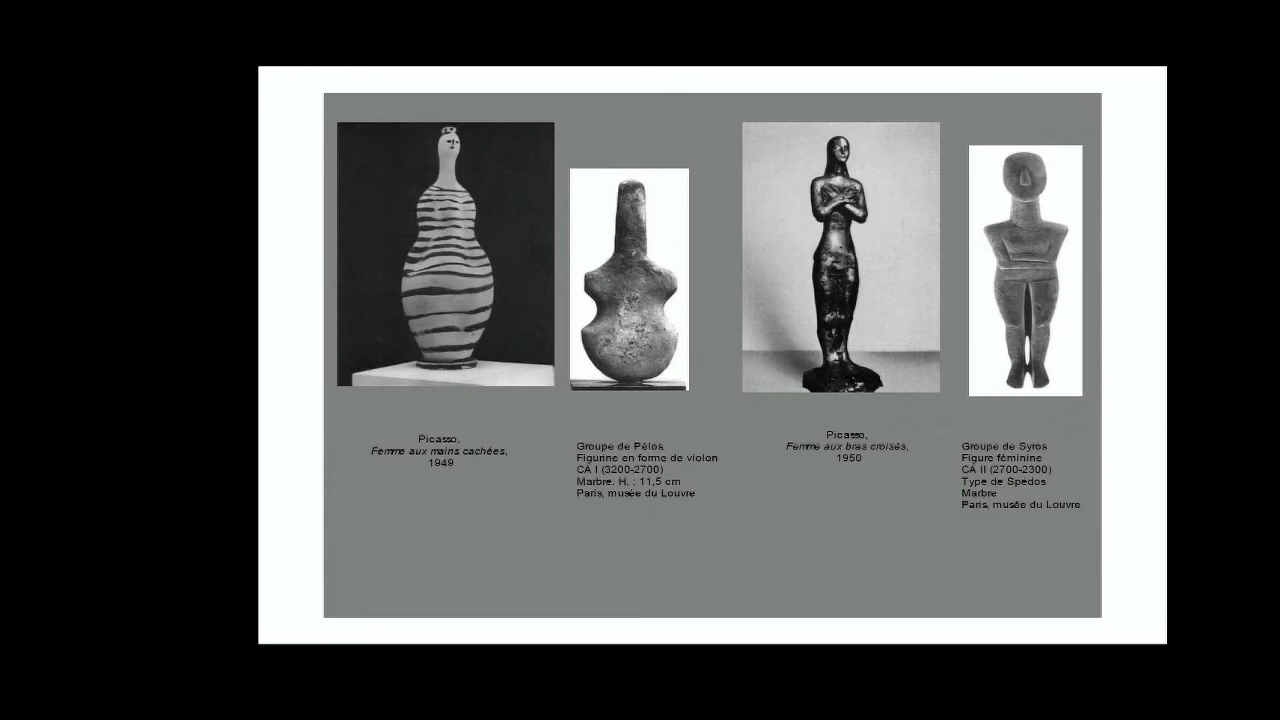 Picasso,
Femme aux mains cachées,
1949
Groupe de Pélos
Figurine en forme de violon
CA I (3200-2700)
Marbre. H. : 11,5 cm
Paris, musée du Louvre
Picasso,
Femme aux bras croisés,
1950
Groupe de Syros
Figure féminine
CA II (2700-2300)
Type de Spédos
Marbre
Paris, musée du Louvre